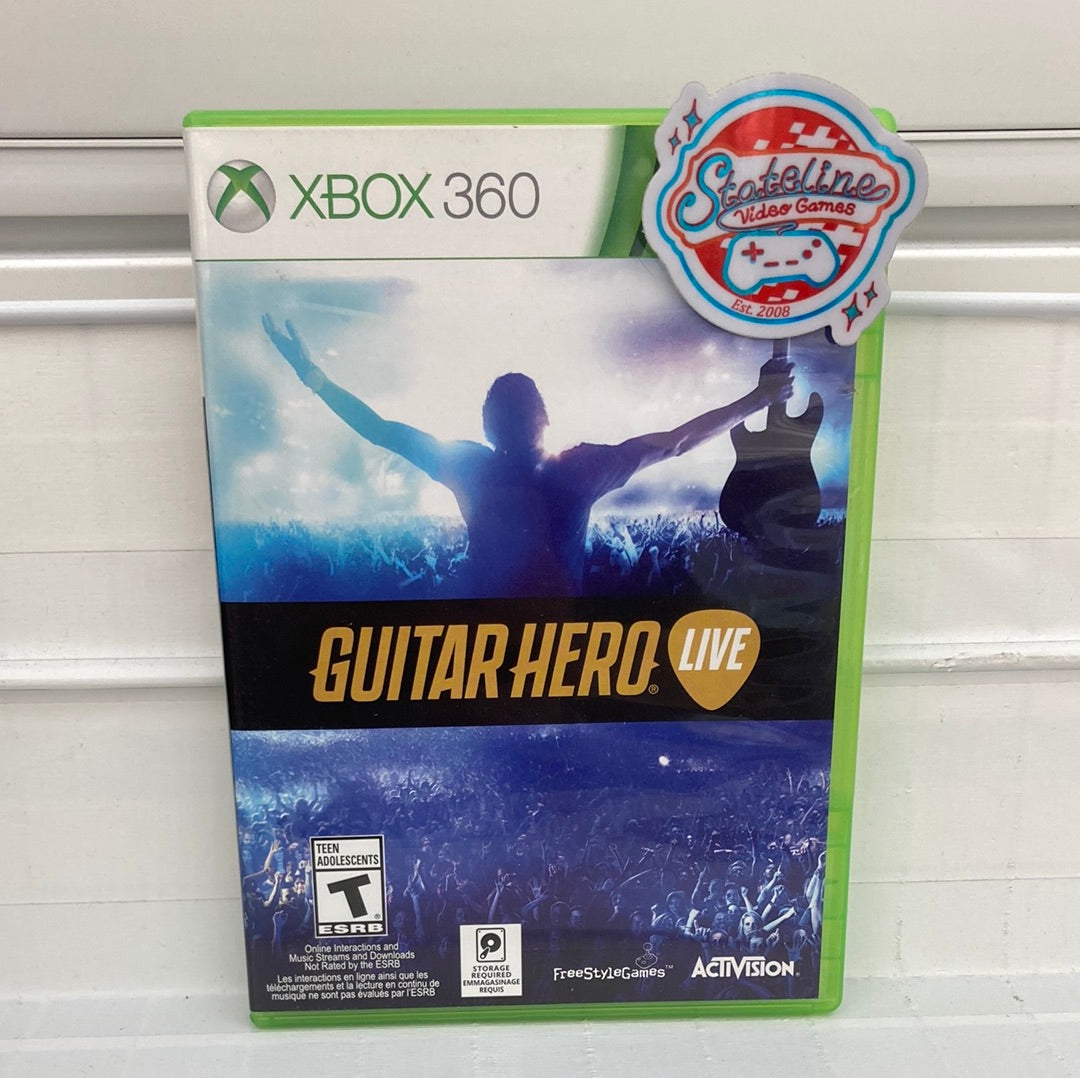 XBOX 360
Stateline
Video Games
Est. 2008
GUITAR HERO® LIVE
TEEN
ADOLESCENTS
T®
ESRB
Online Interactions and
Music Streams and Downloads
Not Rated by the ESRB
Les interactions en ligne ainsi que les
téléchargements et la lecture en continu de
musique ne sont pas évalués par l'ESRB
STORAGE
REQUIRED
EMMAGASINAGE
REQUIS
FreeStyleGames™
ACTIVISION®